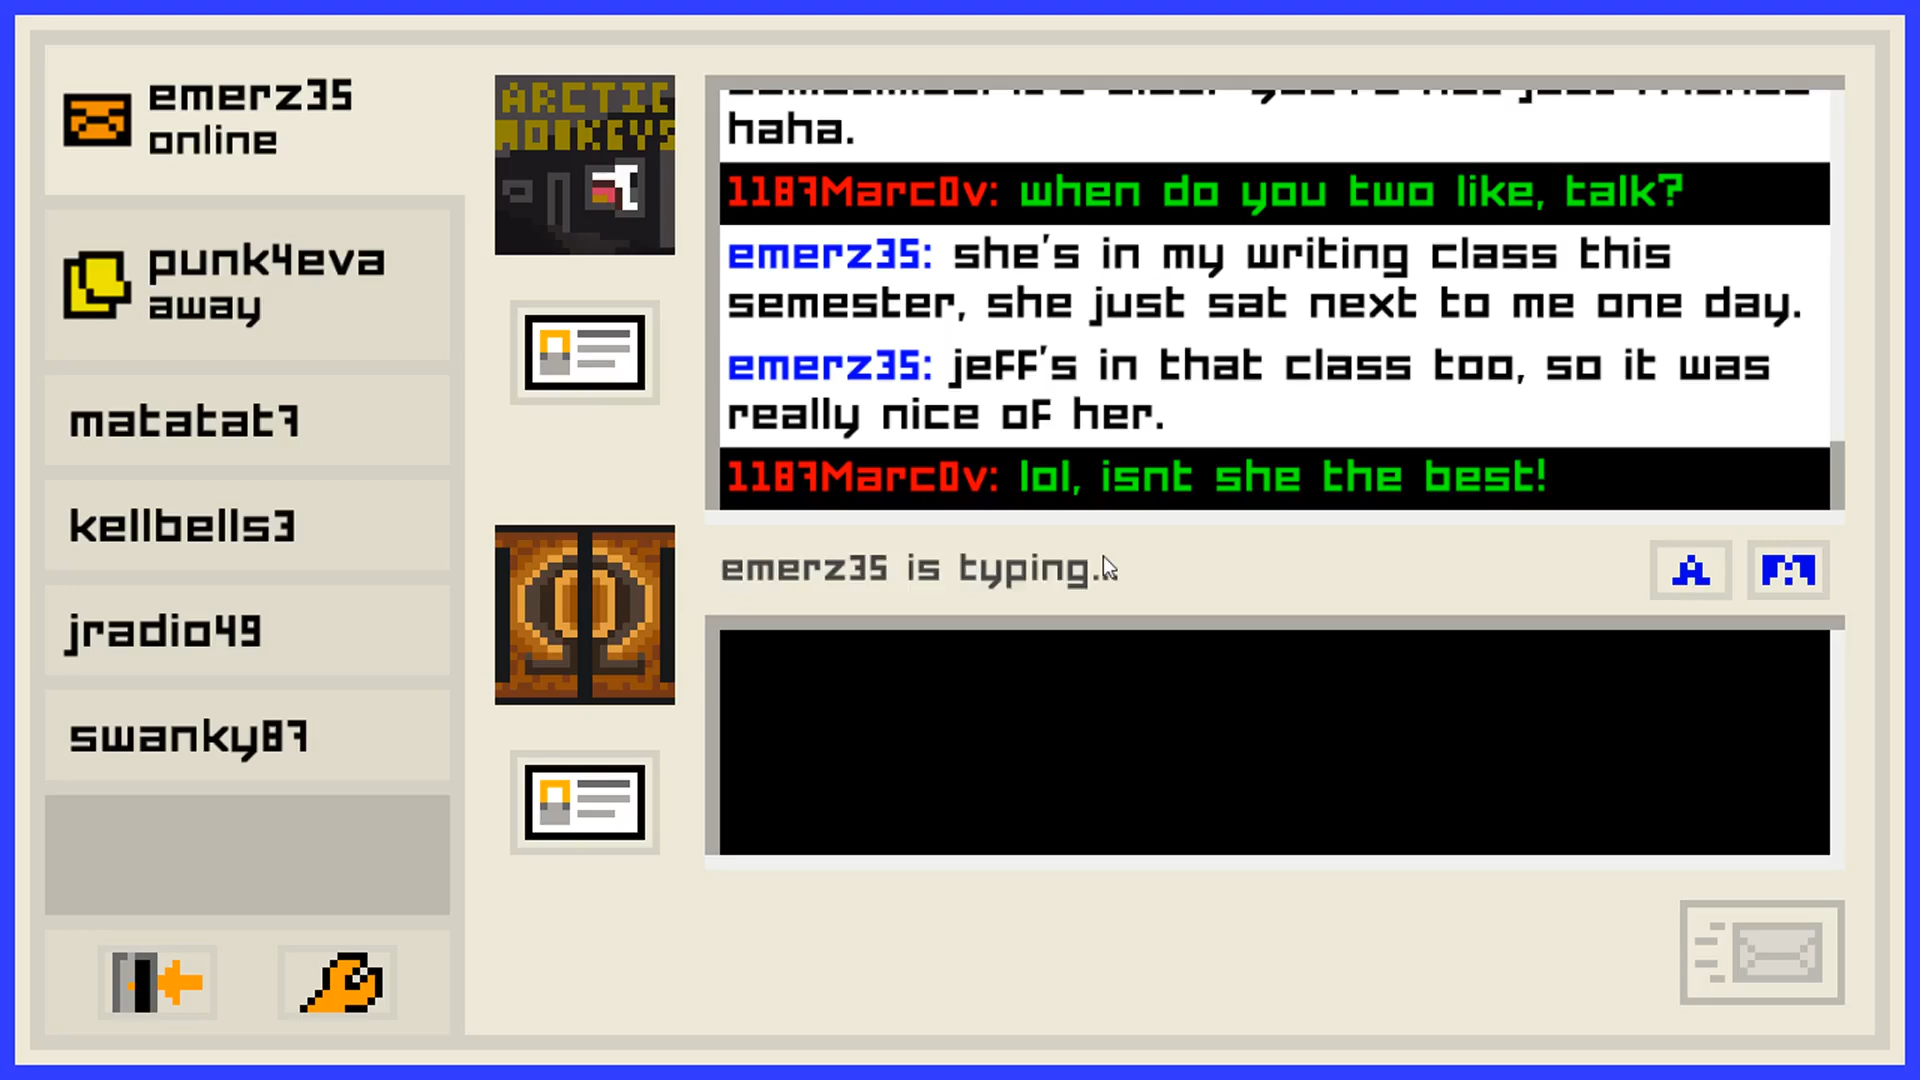 emerz35
online
punk4eva
away
matatat7
kellbells3
jradio49
swanky87
ARCTIC
MONKEYS
haha.
1187Marc0v: when do you two like, talk?
emerz35: she's in my writing class this
semester, she just sat next to me one day.
emerz35: jeff's in that class too, so it was
really nice of her.
1187Marc0v: lol, isnt she the best!
emerz35 is typing..
A